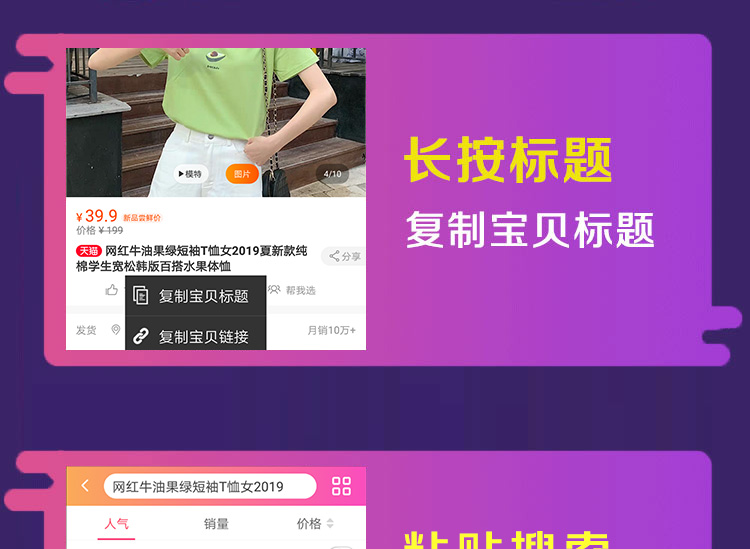 ▶模特
图片
4/10
¥39.9 新品尝鲜价
价格 ¥199
天猫 网红牛油果绿短袖T恤女2019夏新款纯
棉学生宽松韩版百搭水果体恤
分享
帮我选
复制宝贝标题
复制宝贝链接
发货
月销10万+
长按标题
复制宝贝标题
网红牛油果绿短袖T恤女2019
人气
销量
价格
粘贴搜索